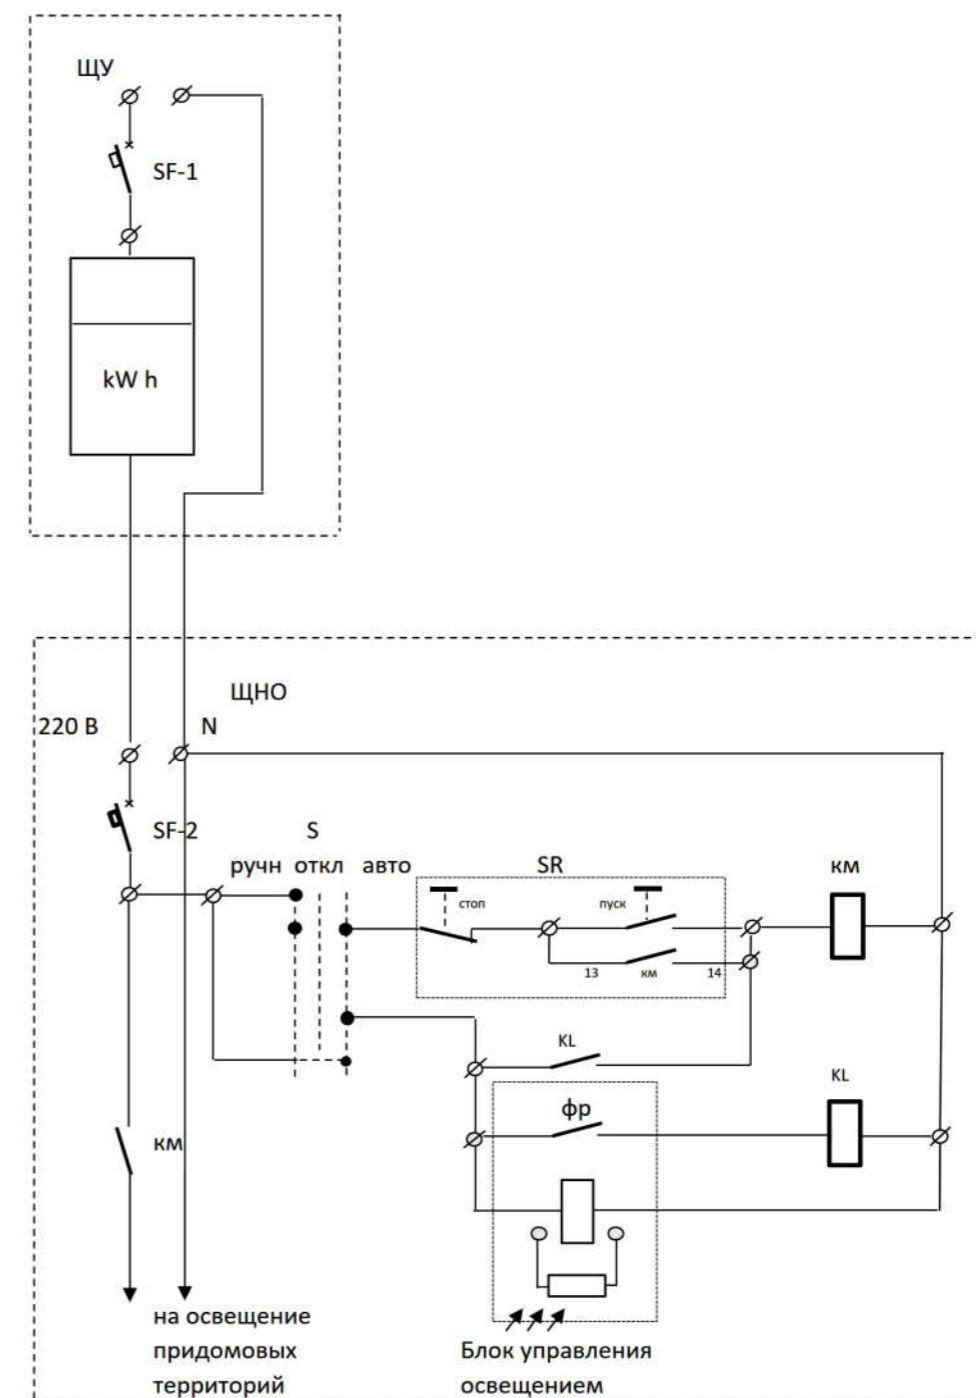 ЩУ
SF-1
kW h
ЩНО
220 В
N
SF-2
S
ручн откл авто
SR
км
стоп
пуск
13
км
14
KL
KL
фр
км
на освещение
придомовых
территорий
Блок управления
освещением